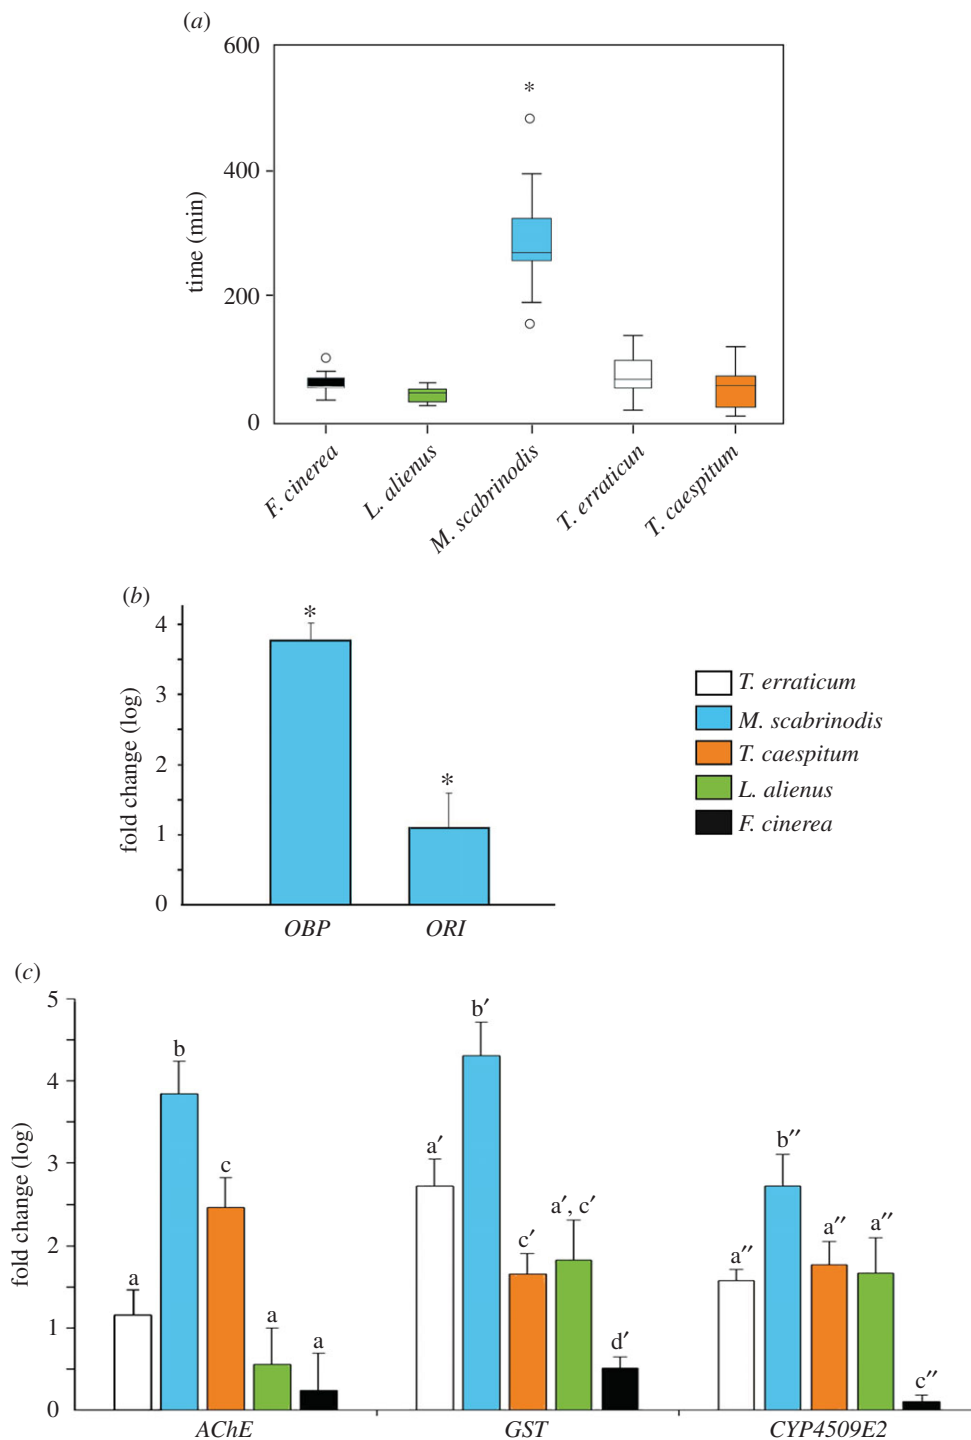 (a)
600
400
200
0
time (min)
*
F. cinerea
L. alienus
M. scabrinodis
T. erraticun
T. caespitum
(b)
4
3
2
1
0
fold change (log)
*
*
OBP
ORI
T. erraticum
M. scabrinodis
T. caespitum
L. alienus
F. cinerea
(c)
5
4
3
2
1
0
fold change (log)
a
b
c
a
a
a′
b′
c′
a′, c′
d′
a″
b″
a″
a″
c″
AChE
GST
CYP4509E2